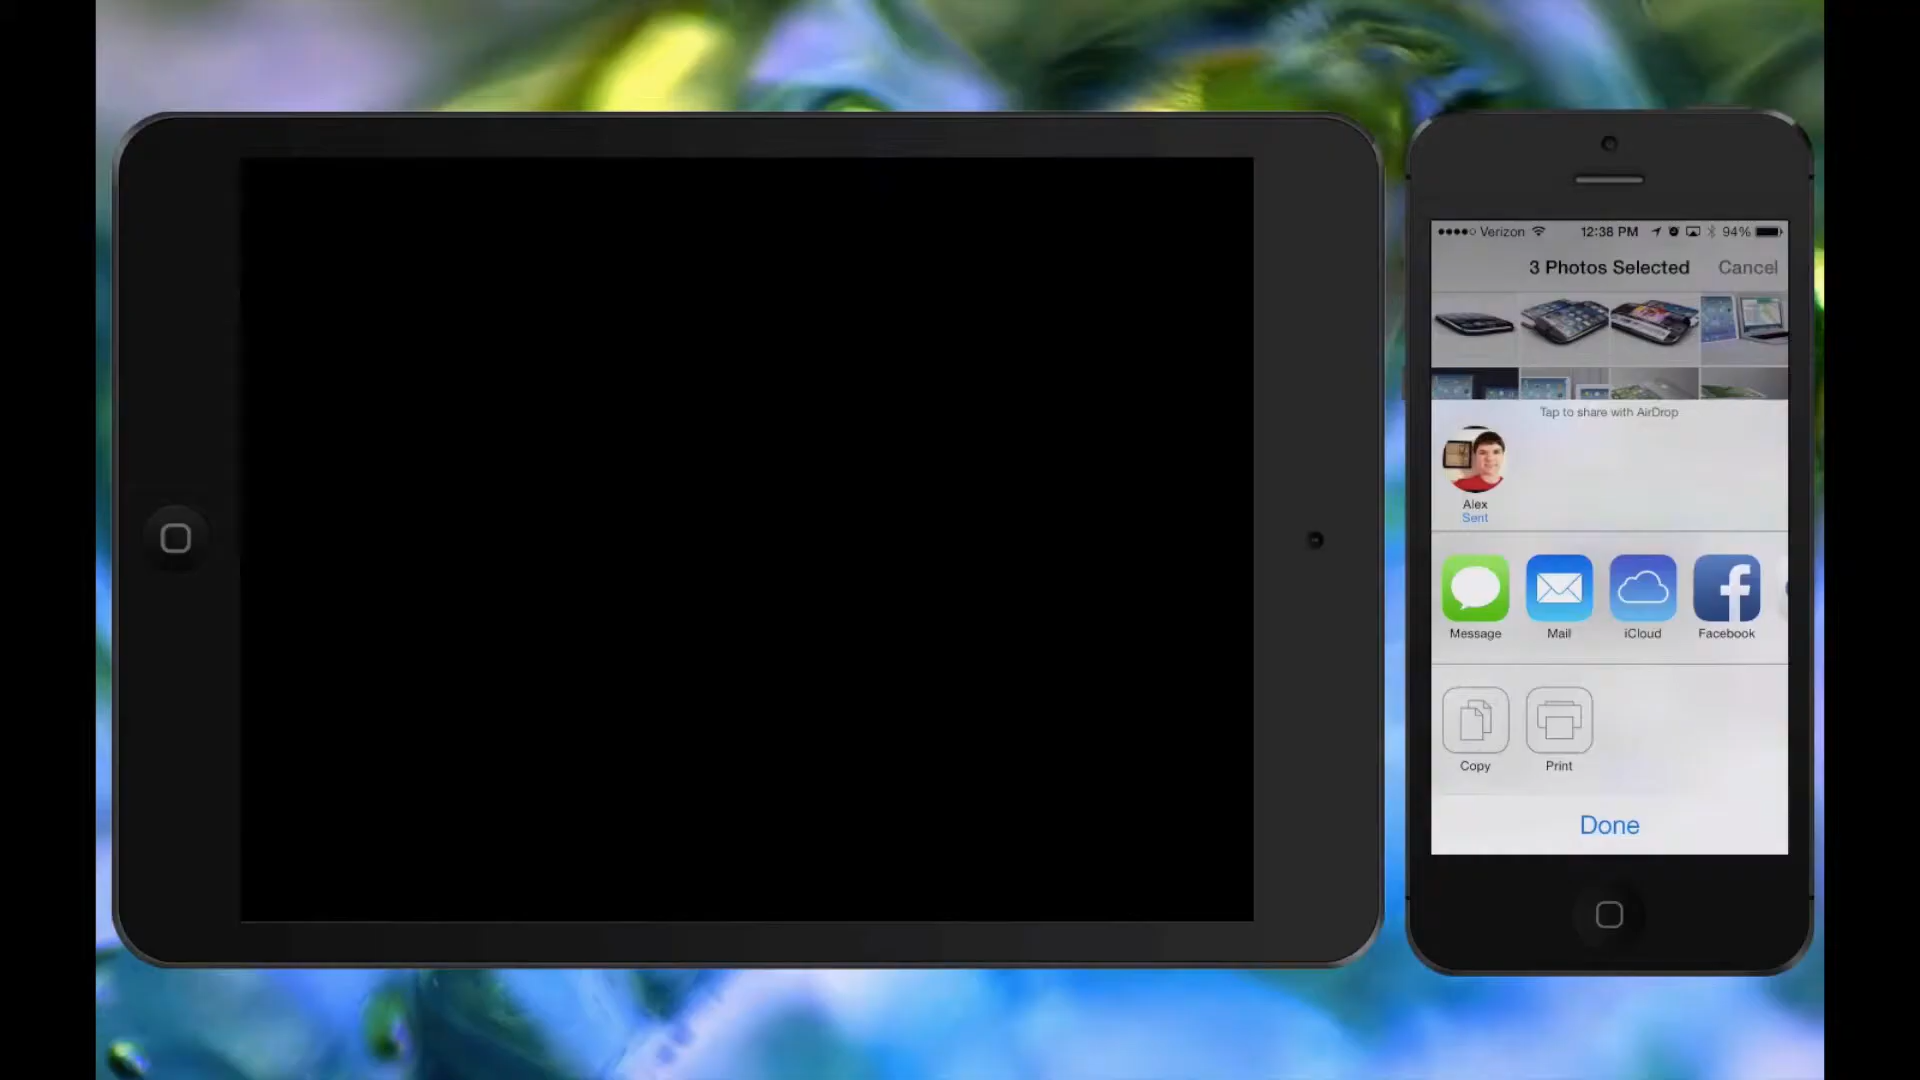 Verizon 12:38 PM 94%
3 Photos Selected Cancel
Tap to share with AirDrop
Alex
Sent
Message Mail iCloud Facebook
Copy Print
Done